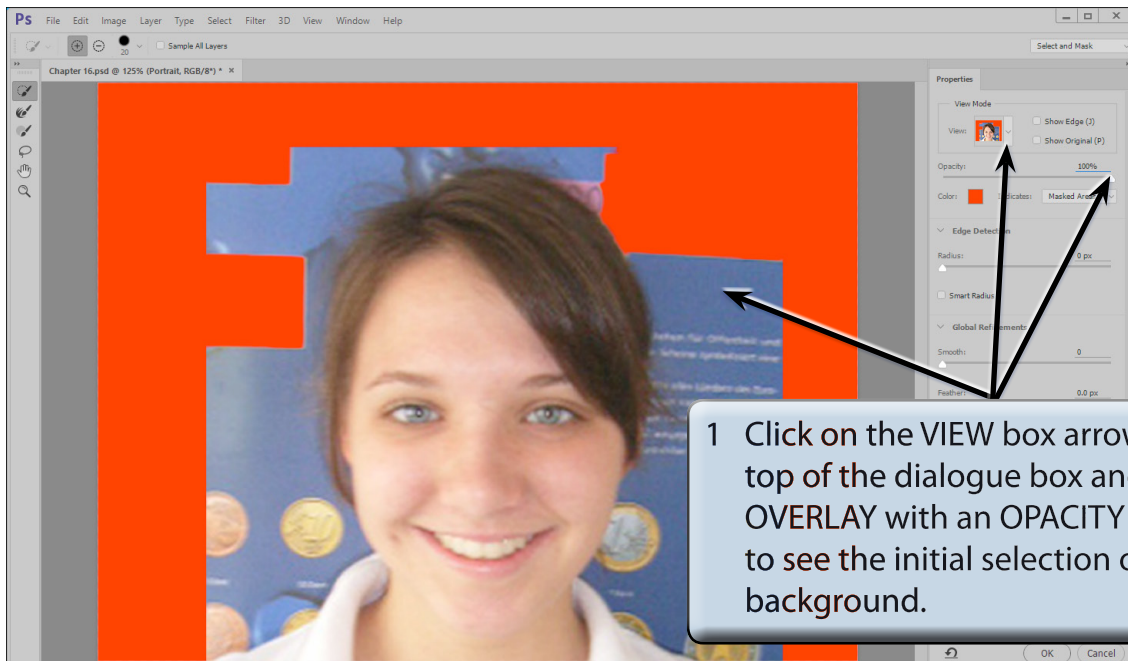 Ps File Edit Image Layer Type Select Filter 3D View Window Help
20 Sample All Layers Select and Mask
Chapter 16.psd @ 125% (Portrait, RGB/8*) * ×
Properties
View Mode
View: Show Edge (J)
Show Original (P)
Opacity: 100%
Color: Indicates: Masked Areas
Edge Detection
Radius: 0 px
Smart Radius
Global Refinements
Smooth: 0
Feather: 0.0 px
1 Click on the VIEW box arrow
top of the dialogue box an
OVERLAY with an OPACITY
to see the initial selection o
background.
OK Cancel